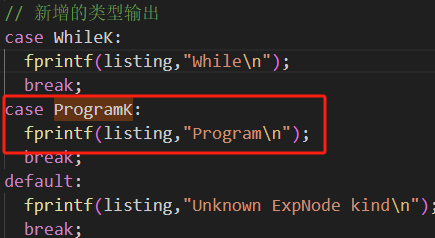 // 新增的类型输出
case WhileK:
fprintf(listing,"While\n");
break;
case ProgramK:
fprintf(listing,"Program\n");
break;
default:
fprintf(listing,"Unknown ExpNode kind\n");
break;